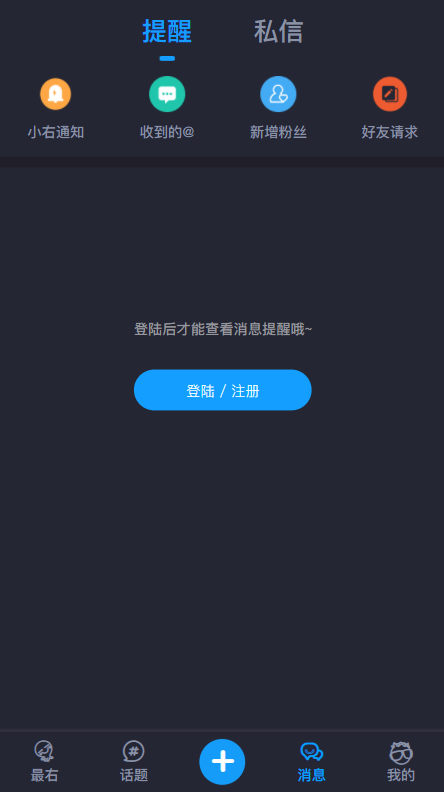 提醒 私信
小右通知 收到的@ 新增粉丝 好友请求
登陆后才能查看消息提醒哦~
登陆 / 注册
最右 话题 消息 我的